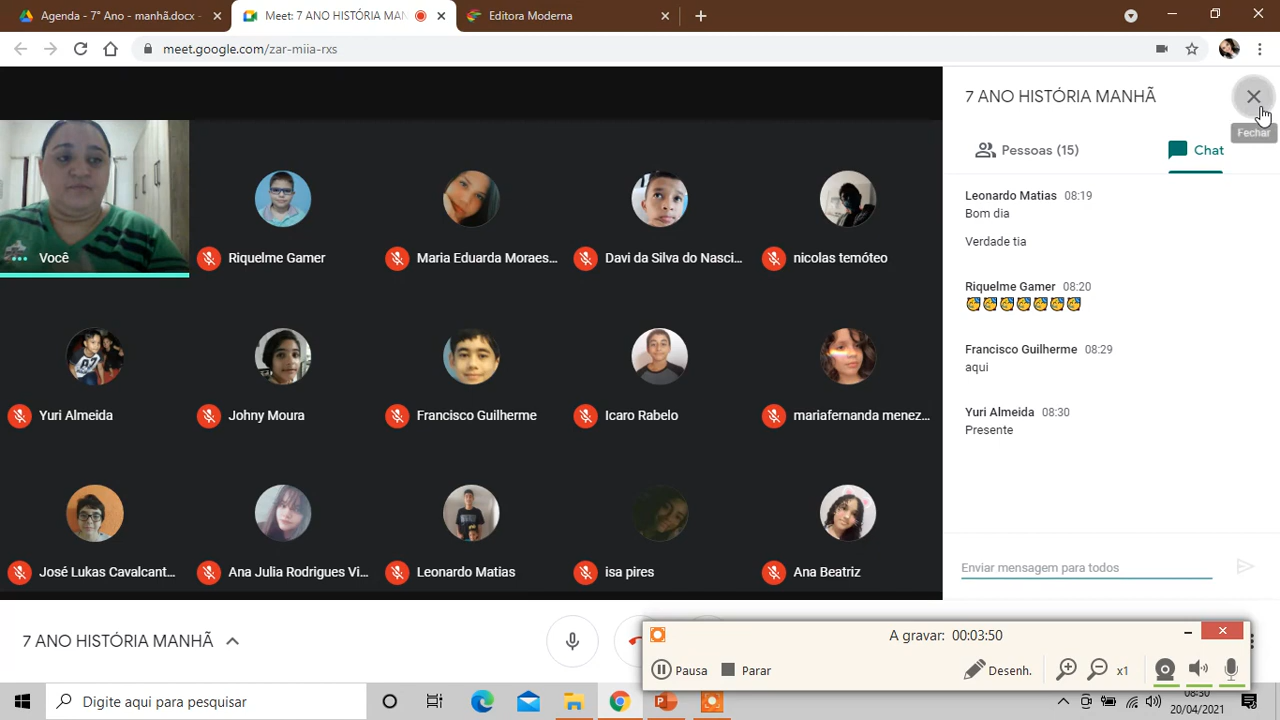 Agenda - 7° Ano - manhã.docx -
Meet: 7 ANO HISTÓRIA MAN
Editora Moderna
meet.google.com/zar-miia-rxs
7 ANO HISTÓRIA MANHÃ
Fechar
Pessoas (15)
Chat
Leonardo Matias 08:19
Bom dia
Verdade tia
Riquelme Gamer 08:20
Francisco Guilherme 08:29
aqui
Yuri Almeida 08:30
Presente
Enviar mensagem para todos
Você
Riquelme Gamer
Maria Eduarda Moraes...
Davi da Silva do Nasci...
nicolas temóteo
Yuri Almeida
Johny Moura
Francisco Guilherme
Icaro Rabelo
mariafernanda menez...
José Lukas Cavalcant...
Ana Julia Rodrigues Vi...
Leonardo Matias
isa pires
Ana Beatriz
7 ANO HISTÓRIA MANHÃ
A gravar: 00:03:50
Pausa
Parar
Desenh.
x1
Digite aqui para pesquisar
08:30
20/04/2021